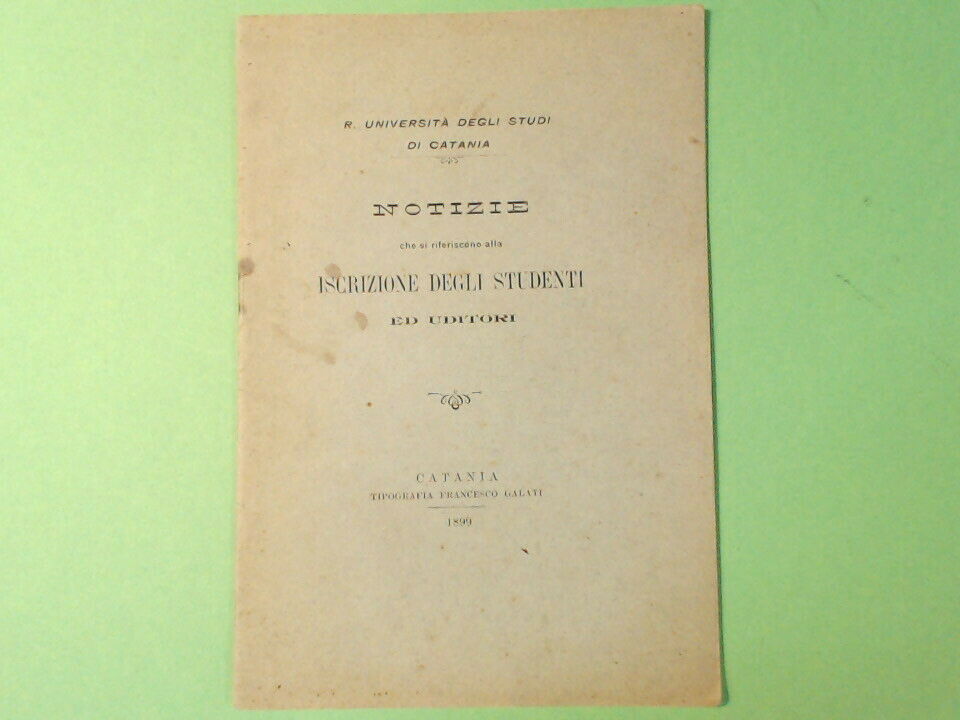 R. UNIVERSITÀ DEGLI STUDI
DI CATANIA
NOTIZIE
che si riferiscono alla
ISCRIZIONE DEGLI STUDENTI
ED UDITORI
CATANIA
TIPOGRAFIA FRANCESCO GALATI
1899